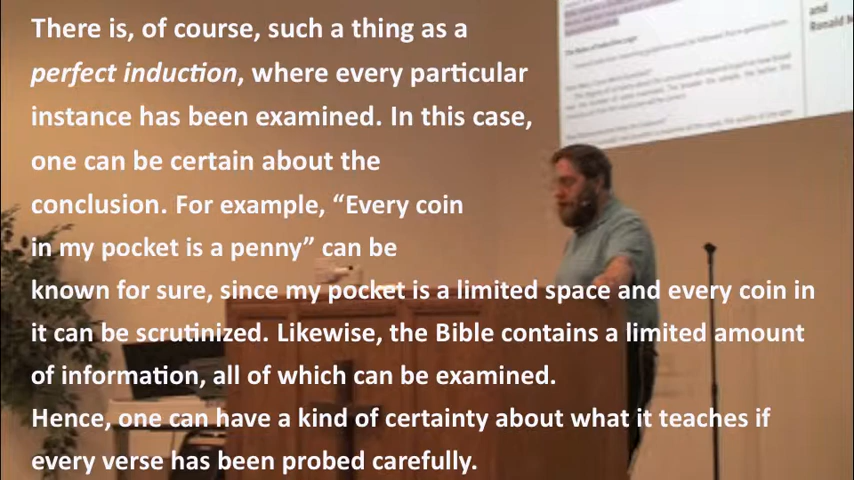 There is, of course, such a thing as a
perfect induction, where every particular
instance has been examined. In this case,
one can be certain about the
conclusion. For example, “Every coin
in my pocket is a penny” can be
known for sure, since my pocket is a limited space and every coin in
it can be scrutinized. Likewise, the Bible contains a limited amount
of information, all of which can be examined.
Hence, one can have a kind of certainty about what it teaches if
every verse has been probed carefully.
and
Ronald